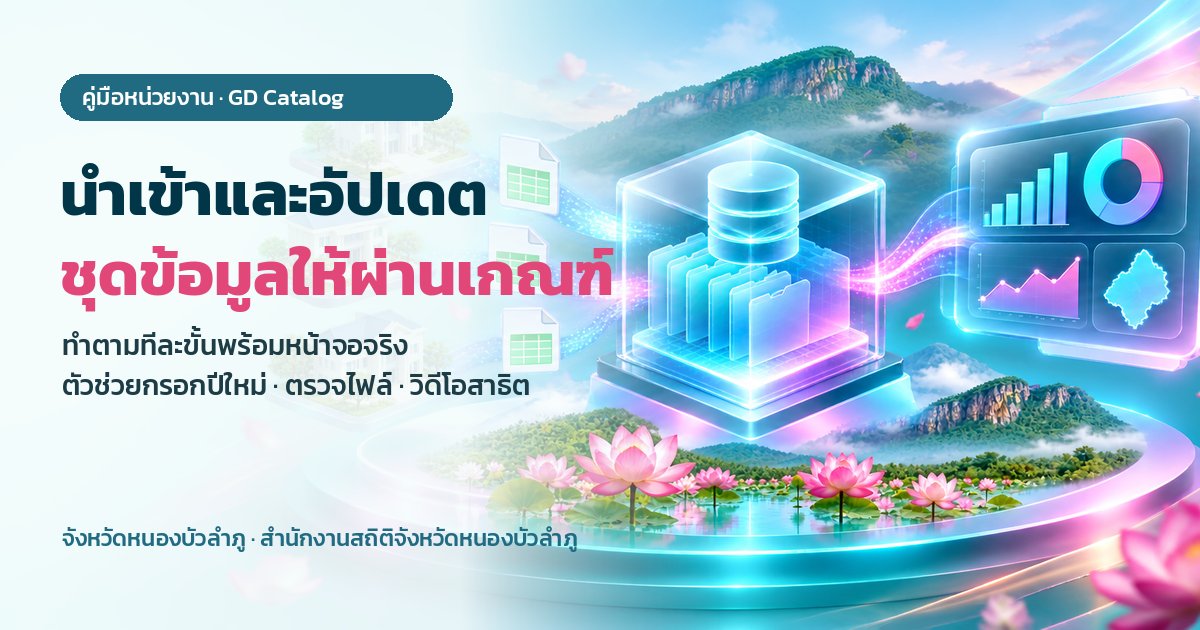 คู่มือหน่วยงาน · GD Catalog
นำเข้าและอัปเดต
ชุดข้อมูลให้ผ่านเกณฑ์
ทำตามทีละขั้นพร้อมหน้าจอจริง
ตัวช่วยกรอกปีใหม่ · ตรวจไฟล์ · วิดีโอสาธิต
จังหวัดหนองบัวลำภู · สำนักงานสถิติจังหวัดหนองบัวลำภู